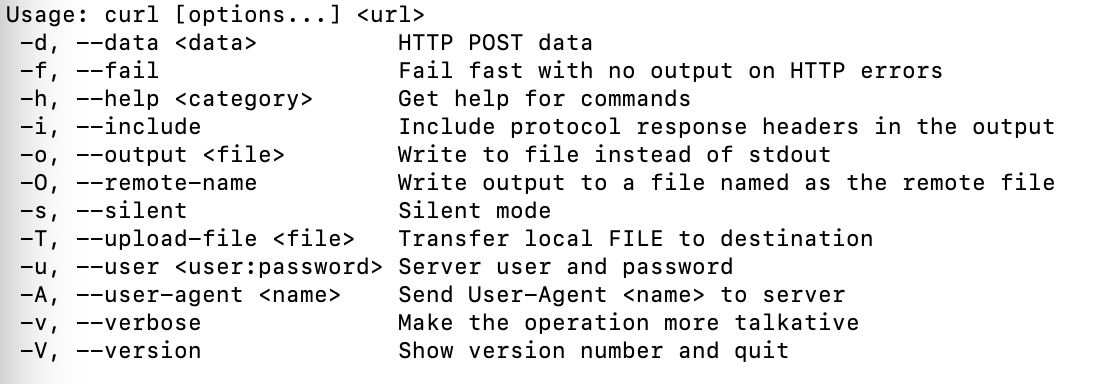 Usage: curl [options...] <url>
 -d, --data <data>          HTTP POST data
 -f, --fail                 Fail fast with no output on HTTP errors
 -h, --help <category>      Get help for commands
 -i, --include              Include protocol response headers in the output
 -o, --output <file>        Write to file instead of stdout
 -O, --remote-name          Write output to a file named as the remote file
 -s, --silent               Silent mode
 -T, --upload-file <file>   Transfer local FILE to destination
 -u, --user <user:password> Server user and password
 -A, --user-agent <name>    Send User-Agent <name> to server
 -v, --verbose              Make the operation more talkative
 -V, --version              Show version number and quit